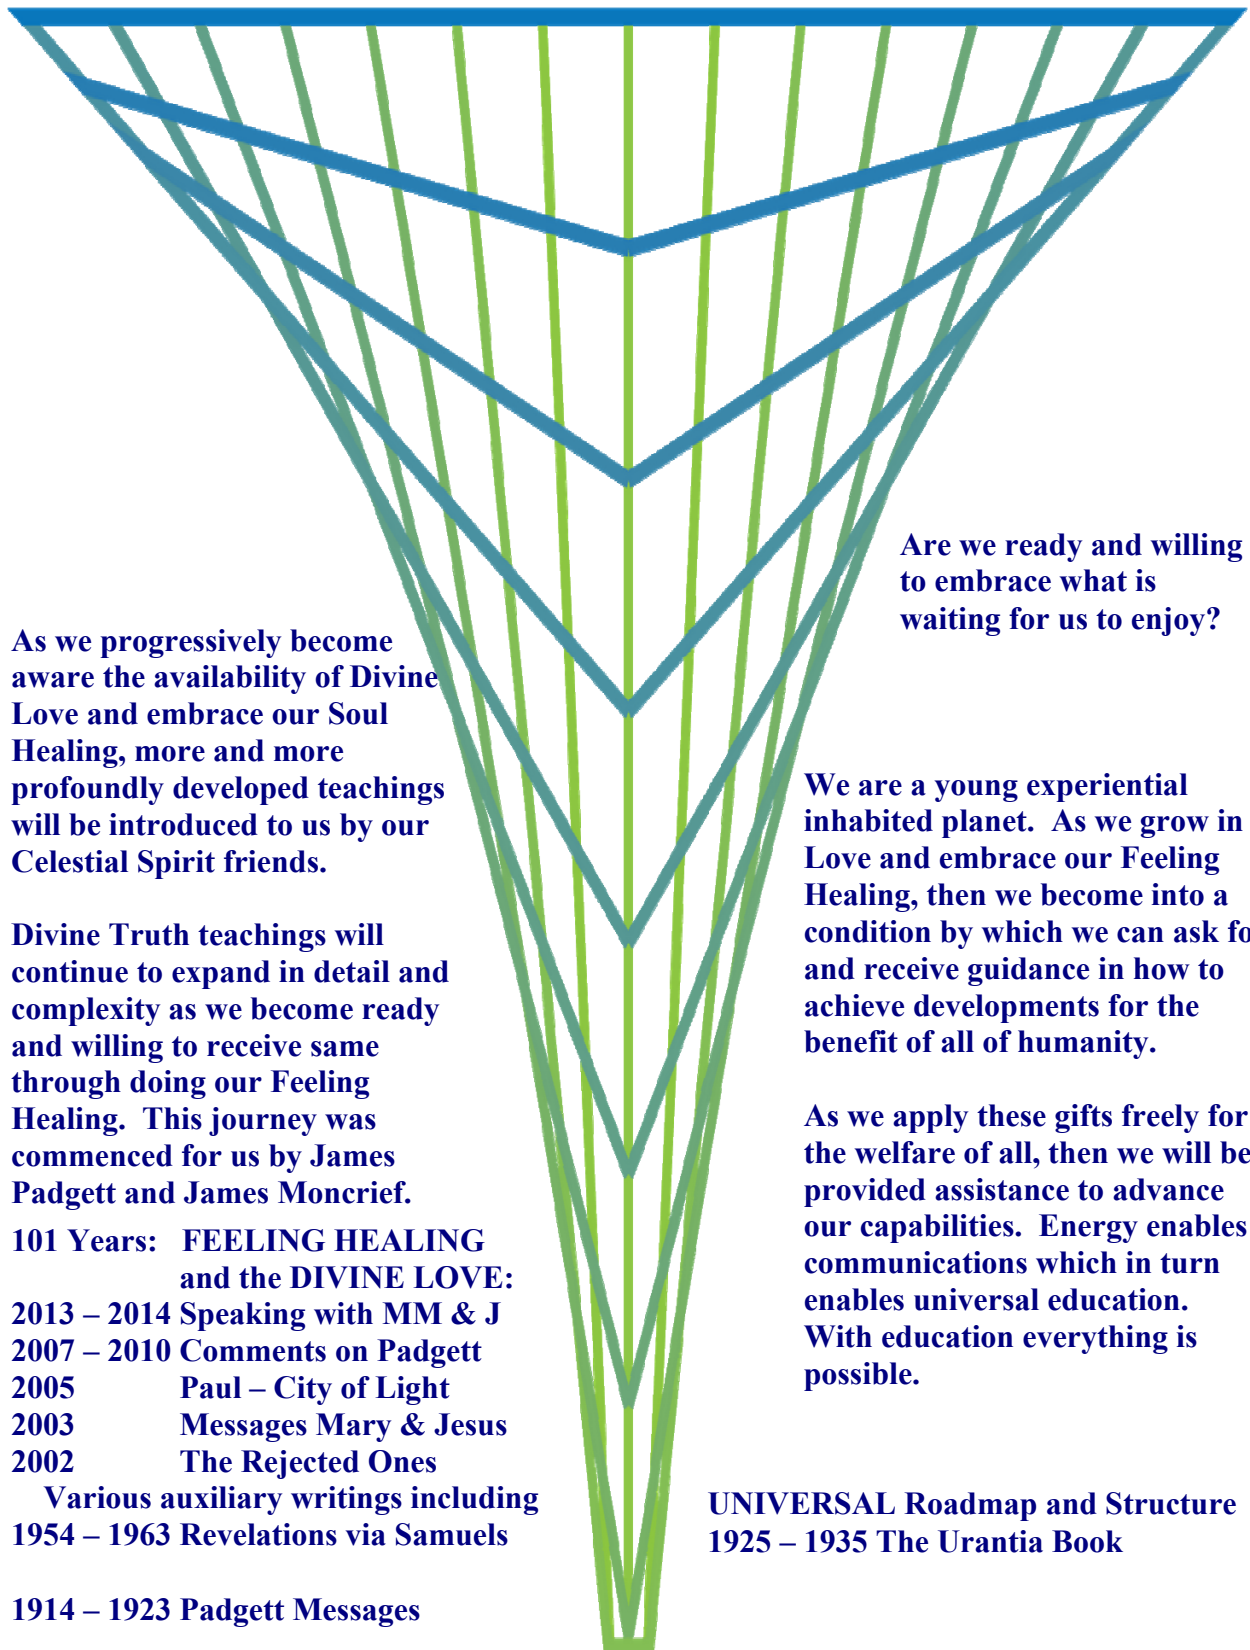 Are we ready and willing
to embrace what is
waiting for us to enjoy?
As we progressively become
aware the availability of Divine
Love and embrace our Soul
Healing, more and more
profoundly developed teachings
will be introduced to us by our
Celestial Spirit friends.
Divine Truth teachings will
continue to expand in detail and
complexity as we become ready
and willing to receive same
through doing our Feeling
Healing.  This journey was
commenced for us by James
Padgett and James Moncrief.
101 Years:   FEELING HEALING
and the DIVINE LOVE:
2013 – 2014 Speaking with MM & J
2007 – 2010 Comments on Padgett
2005 Paul – City of Light
2003 Messages Mary & Jesus
2002 The Rejected Ones
Various auxiliary writings including
1954 – 1963 Revelations via Samuels
1914 – 1923 Padgett Messages
We are a young experiential
inhabited planet.  As we grow in
Love and embrace our Feeling
Healing, then we become into a
condition by which we can ask fo
and receive guidance in how to
achieve developments for the
benefit of all of humanity.
As we apply these gifts freely for
the welfare of all, then we will be
provided assistance to advance
our capabilities.  Energy enables
communications which in turn
enables universal education.
With education everything is
possible.
UNIVERSAL Roadmap and Structure
1925 – 1935 The Urantia Book